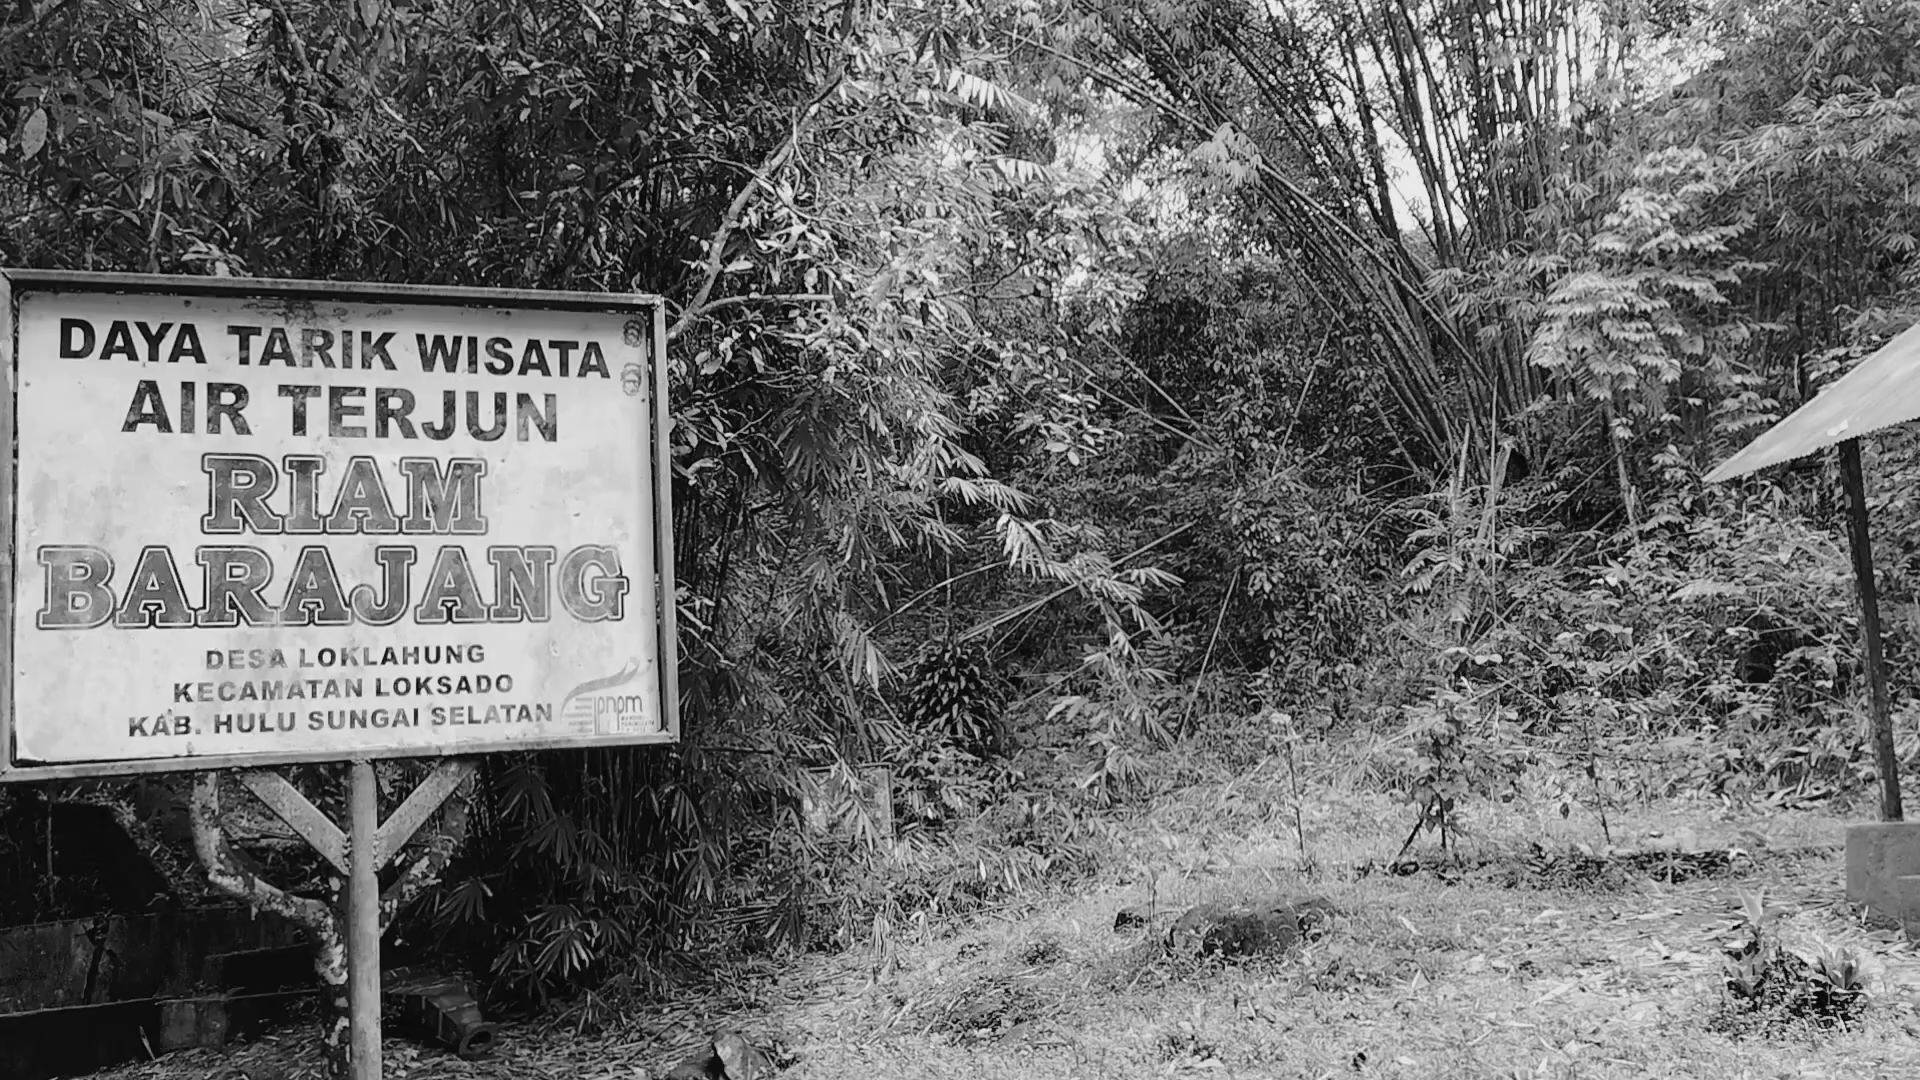 DAYA TARIK WISATA
AIR TERJUN
RIAM
BARAJANG
DESA LOKLAHUNG
KECAMATAN LOKSADO
KAB. HULU SUNGAI SELATAN
pnpm